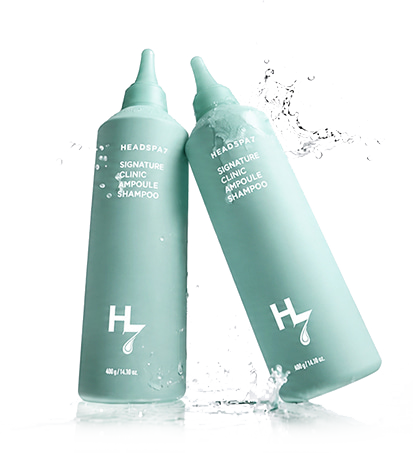 HEADSPA7
SIGNATURE
CLINIC
AMPOULE
SHAMPOO
H7
400 g / 14.10 oz.
HEADSPA7
SIGNATURE
CLINIC
AMPOULE
SHAMPOO
H7
400 g / 14.10 oz.